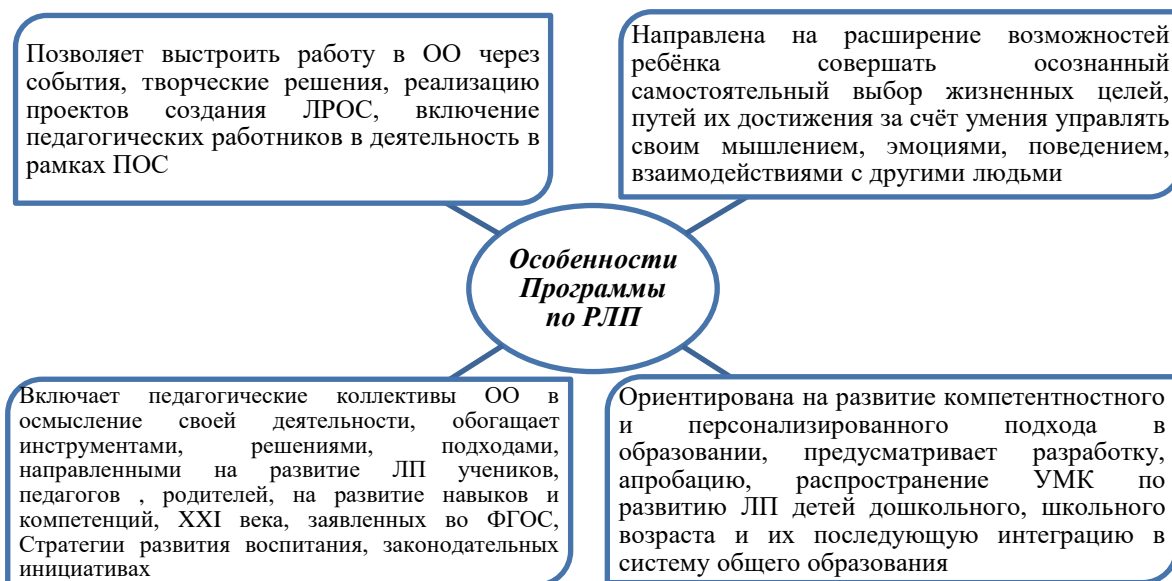 Позволяет выстроить работу в ОО через
события, творческие решения, реализацию
проектов создания ЛРОС, включение
педагогических работников в деятельность в
рамках ПОС
Направлена на расширение возможностей
ребёнка совершать осознанный
самостоятельный выбор жизненных целей,
путей их достижения за счёт умения управлять
своим мышлением, эмоциями, поведением,
взаимодействиями с другими людьми
Особенности
Программы
по РЛП
Включает педагогические коллективы ОО в
осмысление своей деятельности, обогащает
инструментами, решениями, подходами,
направленными на развитие ЛП учеников,
педагогов , родителей, на развитие навыков и
компетенций, XXI века, заявленных во ФГОС,
Стратегии развития воспитания, законодательных
инициативах
Ориентирована на развитие компетентностного
и персонализированного подхода в
образовании, предусматривает разработку,
апробацию, распространение УМК по
развитию ЛП детей дошкольного, школьного
возраста и их последующую интеграцию в
систему общего образования